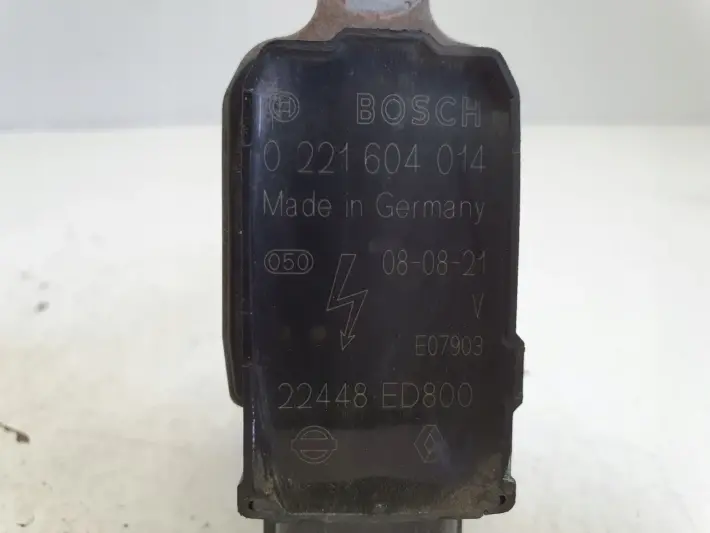 BOSCH
0 221 604 014
Made in Germany
050 08-08-21
V
E07903
22448 ED800